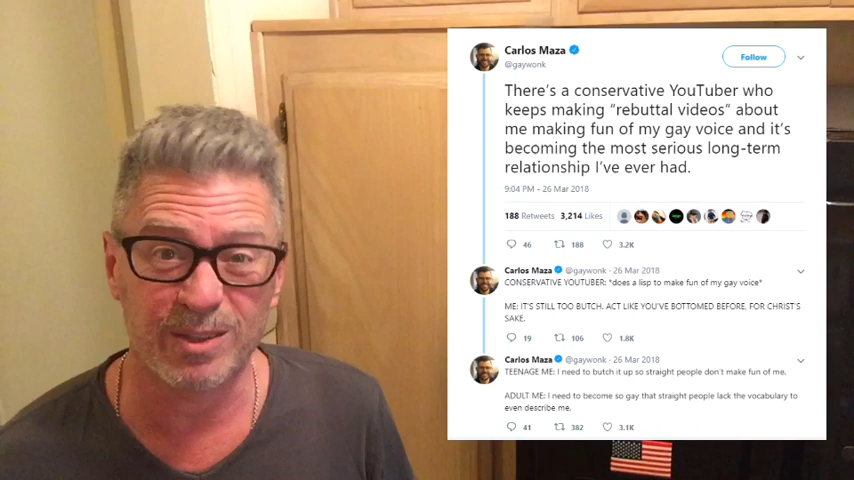 Carlos Maza
@gaywonk
Follow
There's a conservative YouTuber who
keeps making “rebuttal videos” about
me making fun of my gay voice and it's
becoming the most serious long-term
relationship I've ever had.
9:04 PM - 26 Mar 2018
188 Retweets 3,214 Likes
46 188 3.2K
Carlos Maza @gaywonk · 26 Mar 2018
CONSERVATIVE YOUTUBER: *does a lisp to make fun of my gay voice*
ME: IT'S STILL TOO BUTCH. ACT LIKE YOU'VE BOTTOMED BEFORE, FOR CHRIST'S
SAKE.
19 106 1.8K
Carlos Maza @gaywonk · 26 Mar 2018
TEENAGE ME: I need to butch it up so straight people don't make fun of me.
ADULT ME: I need to become so gay that straight people lack the vocabulary to
even describe me.
41 382 3.1K